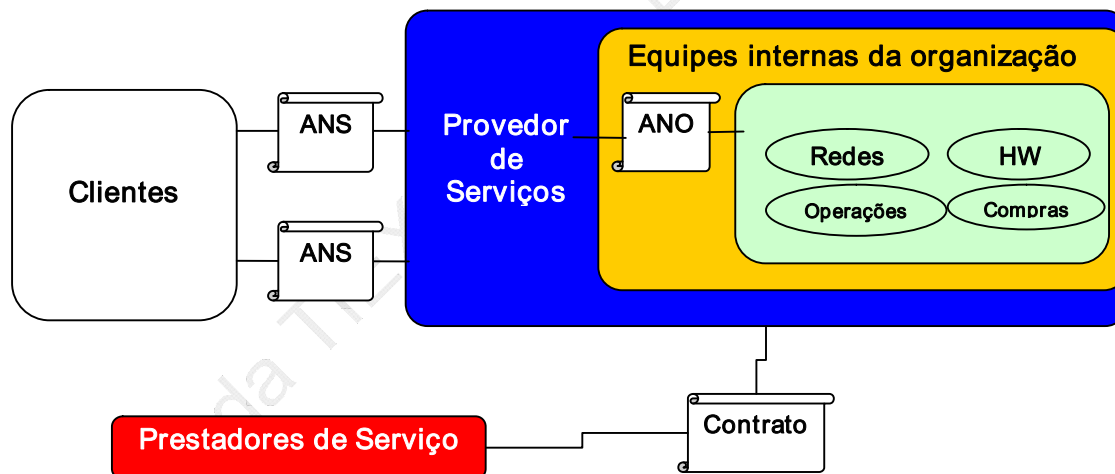 Equipes internas da organização
ANS
ANO
Provedor
de
Serviços
Redes
HW
Clientes
Operações
Compras
ANS
Contrato
Prestadores de Serviço